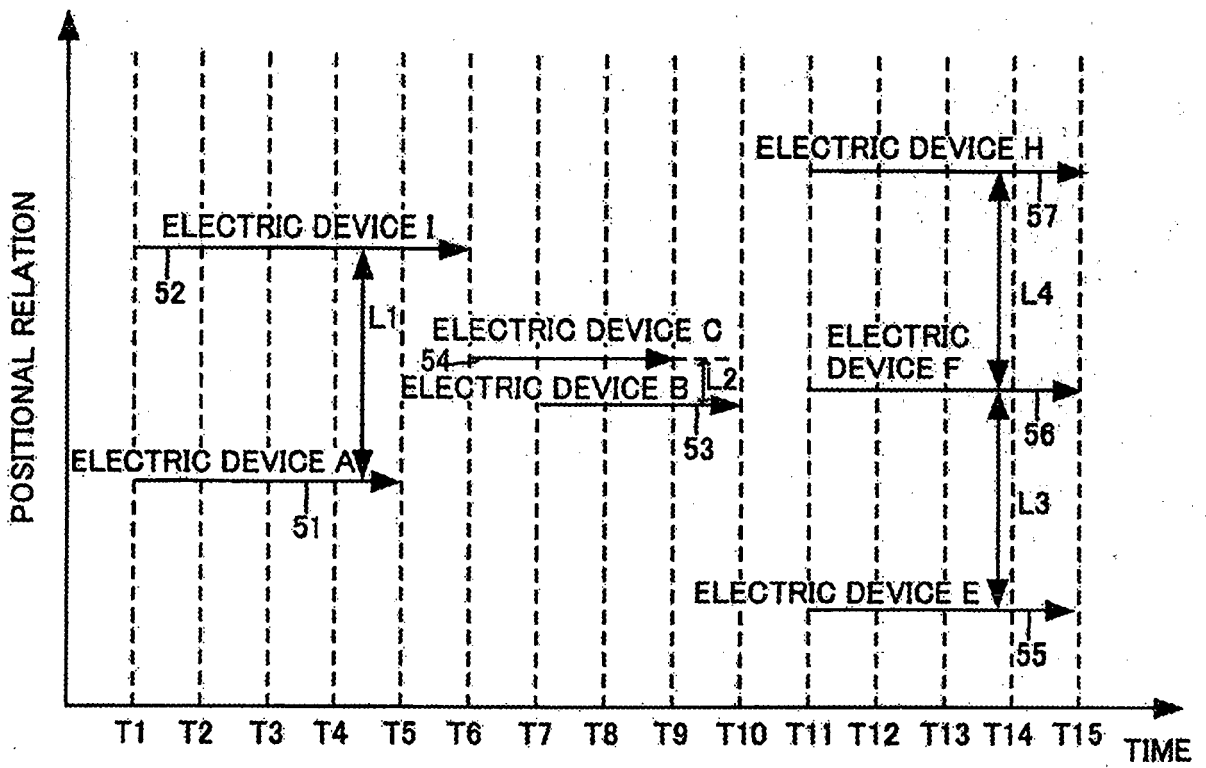 POSITIONAL RELATION
ELECTRIC DEVICE H
57
ELECTRIC DEVICE I
52
L1
L4
ELECTRIC DEVICE C
54
L2
ELECTRIC
DEVICE F
ELECTRIC DEVICE B
53
56
ELECTRIC DEVICE A
51
L3
ELECTRIC DEVICE E
55
T1 T2 T3 T4 T5 T6 T7 T8 T9 T10 T11 T12 T13 T14 T15
TIME